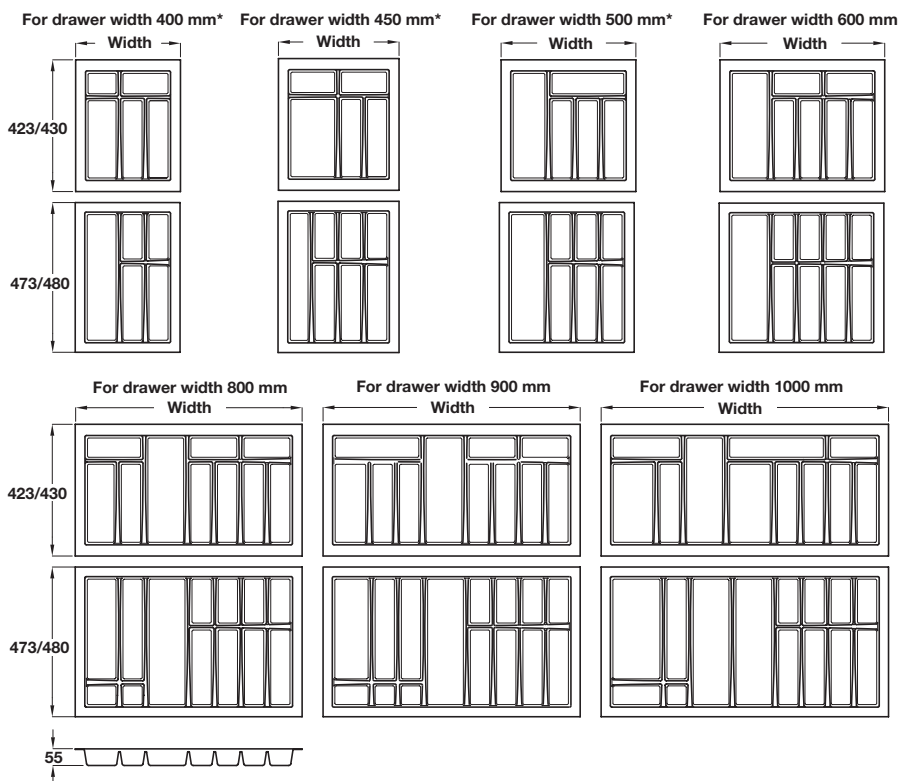 For drawer width 400 mm* For drawer width 450 mm* For drawer width 500 mm* For drawer width 600 mm
Width Width Width Width
423/430
473/480
For drawer width 800 mm For drawer width 900 mm For drawer width 1000 mm
Width Width Width
423/430
473/480
55